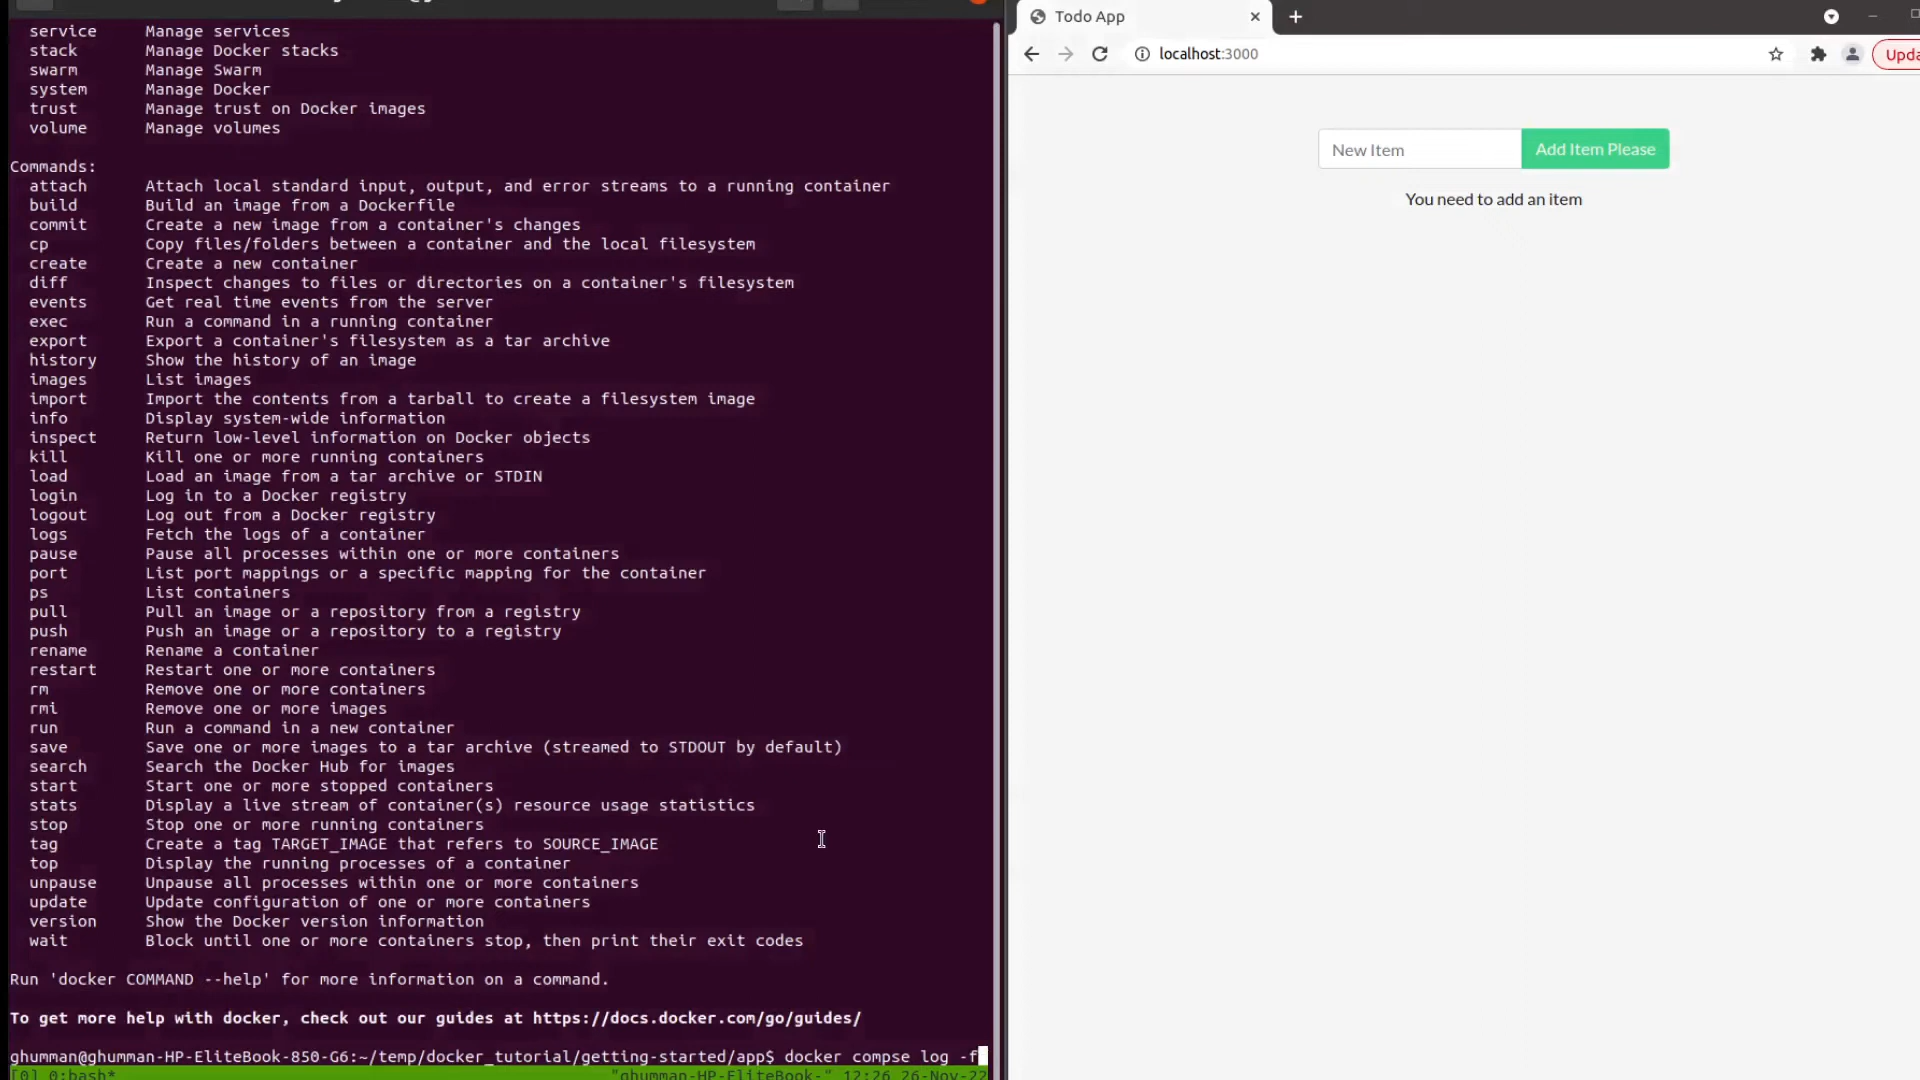 service     Manage services
stack       Manage Docker stacks
swarm       Manage Swarm
system      Manage Docker
trust       Manage trust on Docker images
volume      Manage volumes
Commands:
attach      Attach local standard input, output, and error streams to a running container
build       Build an image from a Dockerfile
commit      Create a new image from a container's changes
cp          Copy files/folders between a container and the local filesystem
create      Create a new container
diff        Inspect changes to files or directories on a container's filesystem
events      Get real time events from the server
exec        Run a command in a running container
export      Export a container's filesystem as a tar archive
history     Show the history of an image
images      List images
import      Import the contents from a tarball to create a filesystem image
info        Display system-wide information
inspect     Return low-level information on Docker objects
kill        Kill one or more running containers
load        Load an image from a tar archive or STDIN
login       Log in to a Docker registry
logout      Log out from a Docker registry
logs        Fetch the logs of a container
pause       Pause all processes within one or more containers
port        List port mappings or a specific mapping for the container
ps          List containers
pull        Pull an image or a repository from a registry
push        Push an image or a repository to a registry
rename      Rename a container
restart     Restart one or more containers
rm          Remove one or more containers
rmi         Remove one or more images
run         Run a command in a new container
save        Save one or more images to a tar archive (streamed to STDOUT by default)
search      Search the Docker Hub for images
start       Start one or more stopped containers
stats       Display a live stream of container(s) resource usage statistics
stop        Stop one or more running containers
tag         Create a tag TARGET_IMAGE that refers to SOURCE_IMAGE
top         Display the running processes of a container
unpause     Unpause all processes within one or more containers
update      Update configuration of one or more containers
version     Show the Docker version information
wait        Block until one or more containers stop, then print their exit codes
Run 'docker COMMAND --help' for more information on a command.
To get more help with docker, check out our guides at https://docs.docker.com/go/guides/
ghumman@ghumman-HP-EliteBook-850-G6:~/temp/docker_tutorial/getting-started/app$ docker compse log -f
[0] 0:bash* "ghumman-HP-EliteBook-" 12:26 26-Nov-22
Todo App
localhost:3000
Upda
New Item
Add Item Please
You need to add an item